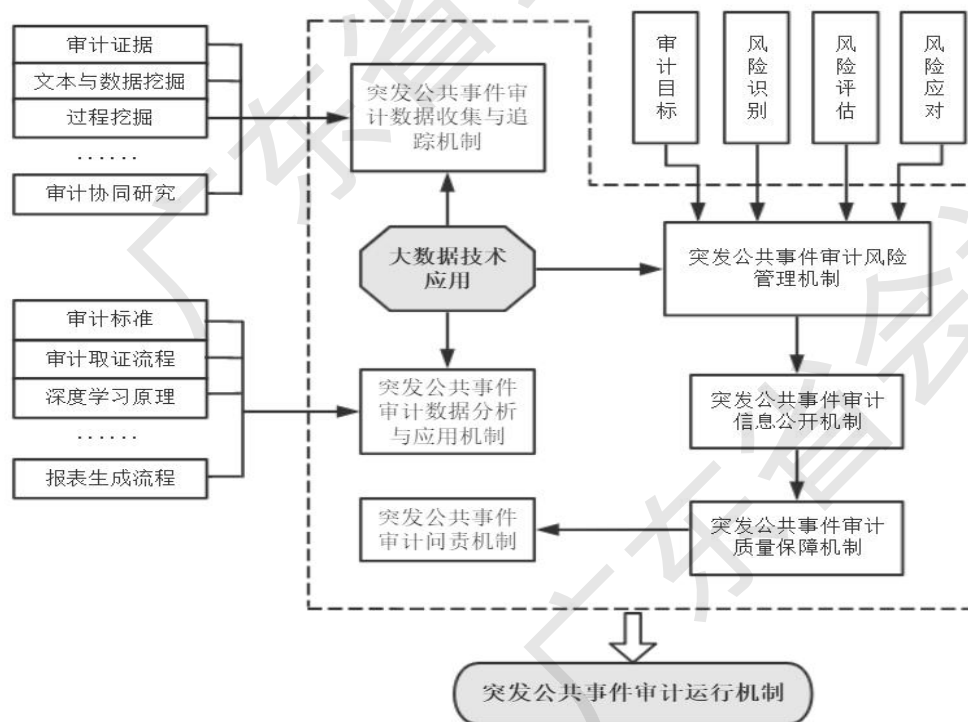 审计证据
文本与数据挖掘
过程挖掘
······
审计协同研究
突发公共事件审
计数据收集与追
踪机制
审计目标
风险识别
风险评估
风险应对
大数据技术
应用
突发公共事件审计风险
管理机制
审计标准
审计取证流程
深度学习原理
······
报表生成流程
突发公共事件
审计数据分析
与应用机制
突发公共事件审计
信息公开机制
突发公共事件
审计问责机制
突发公共事件审计
质量保障机制
突发公共事件审计运行机制
广东省会
广东省会